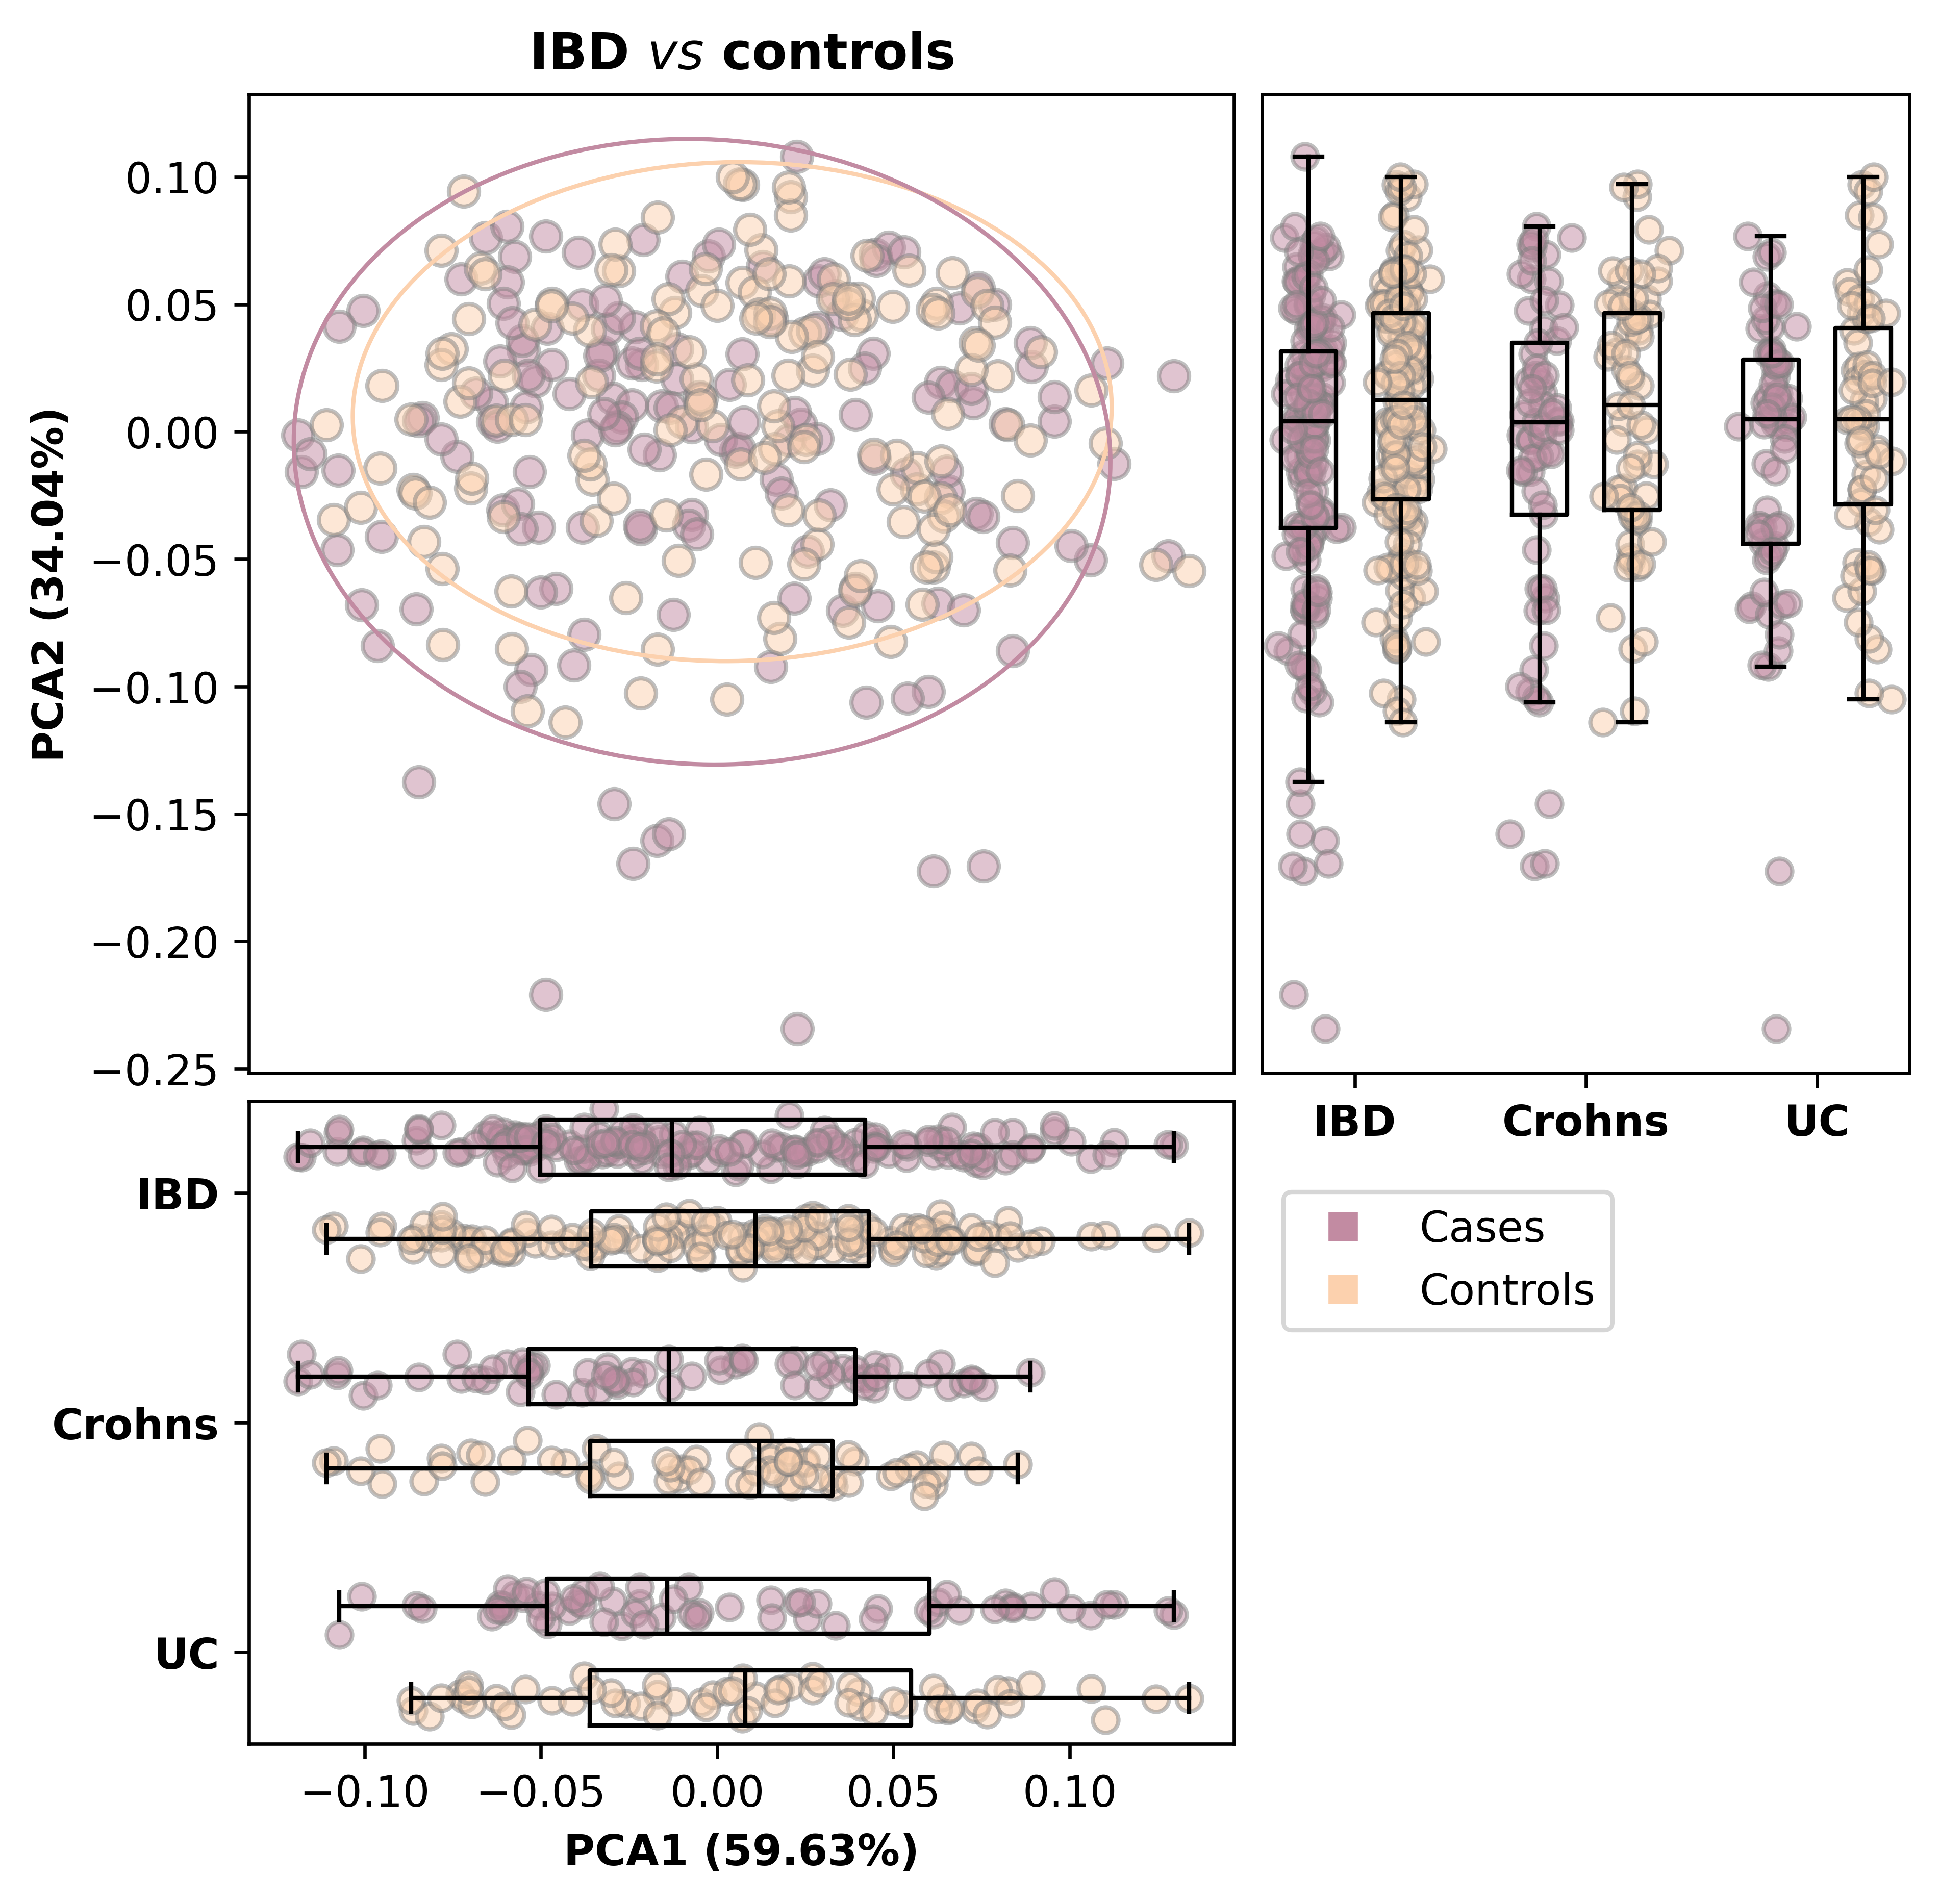 IBD vs controls
0.10
0.05
0.00
−0.05
−0.10
−0.15
−0.20
−0.25
PCA2 (34.04%)
IBD Crohns UC
IBD
Crohns
UC
Cases
Controls
−0.10 −0.05 0.00 0.05 0.10
PCA1 (59.63%)